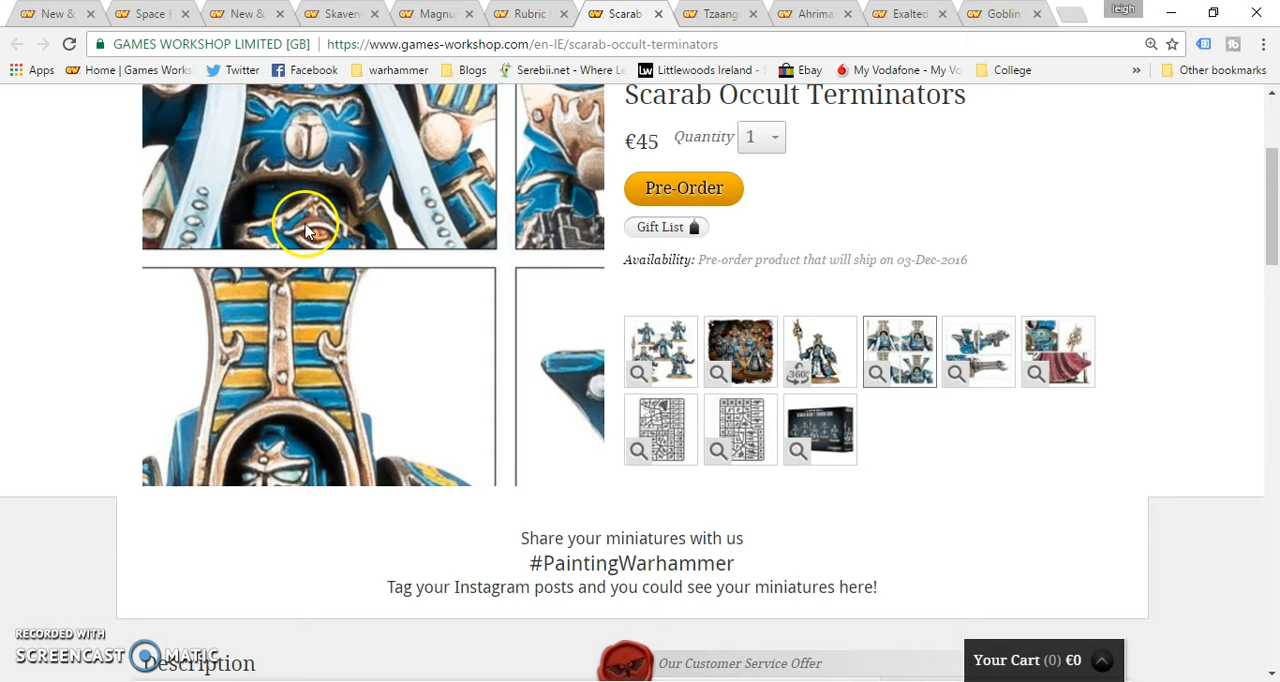 New &
Space
New &
Skaven
Magnu
Rubric
Scarab
Tzaang
Ahrima
Exalted
Goblin
leigh
GAMES WORKSHOP LIMITED [GB] https://www.games-workshop.com/en-IE/scarab-occult-terminators
Apps Home | Games Works Twitter Facebook warhammer Blogs Serebii.net - Where Le Littlewoods Ireland - Ebay My Vodafone - My Vo College » Other bookmarks
Scarab Occult Terminators
€45 Quantity 1
Pre-Order
Gift List
Availability: Pre-order product that will ship on 03-Dec-2016
360°
Share your miniatures with us
#PaintingWarhammer
Tag your Instagram posts and you could see your miniatures here!
RECORDED WITH
SCREENCAST MATIC
Description
Our Customer Service Offer
Your Cart (0) €0